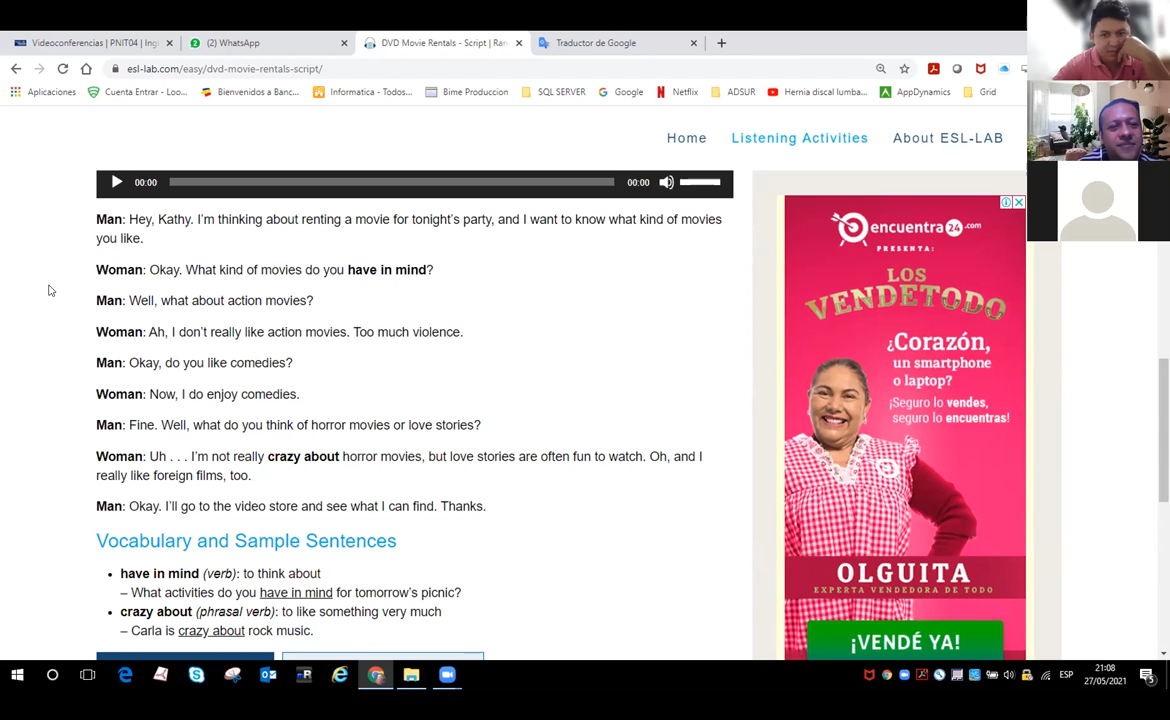 Videoconferencias | PNIT04 | Ing
(2) WhatsApp
DVD Movie Rentals - Script | Ran
Traductor de Google
esl-lab.com/easy/dvd-movie-rentals-script/
Aplicaciones Cuenta Entrar - Loo... Bienvenidos a Banc... Informatica - Todos... Bime Produccion SQL SERVER Google Netflix ADSUR Hernia discal lumba... AppDynamics Grid
Home Listening Activities About ESL-LAB
00:00 00:00
Man: Hey, Kathy. I'm thinking about renting a movie for tonight's party, and I want to know what kind of movies
you like.
Woman: Okay. What kind of movies do you have in mind?
Man: Well, what about action movies?
Woman: Ah, I don't really like action movies. Too much violence.
Man: Okay, do you like comedies?
Woman: Now, I do enjoy comedies.
Man: Fine. Well, what do you think of horror movies or love stories?
Woman: Uh . . . I'm not really crazy about horror movies, but love stories are often fun to watch. Oh, and I
really like foreign films, too.
Man: Okay. I'll go to the video store and see what I can find. Thanks.
Vocabulary and Sample Sentences
• have in mind (verb): to think about
– What activities do you have in mind for tomorrow's picnic?
• crazy about (phrasal verb): to like something very much
– Carla is crazy about rock music.
encuentra24.com
PRESENTA:
LOS
VENDETODO
¿Corazón,
un smartphone
o laptop?
¡Seguro lo vendes,
seguro lo encuentras!
OLGUITA
EXPERTA VENDEDORA DE TODO
¡VENDÉ YA!
ESP
21:08
27/05/2021
5